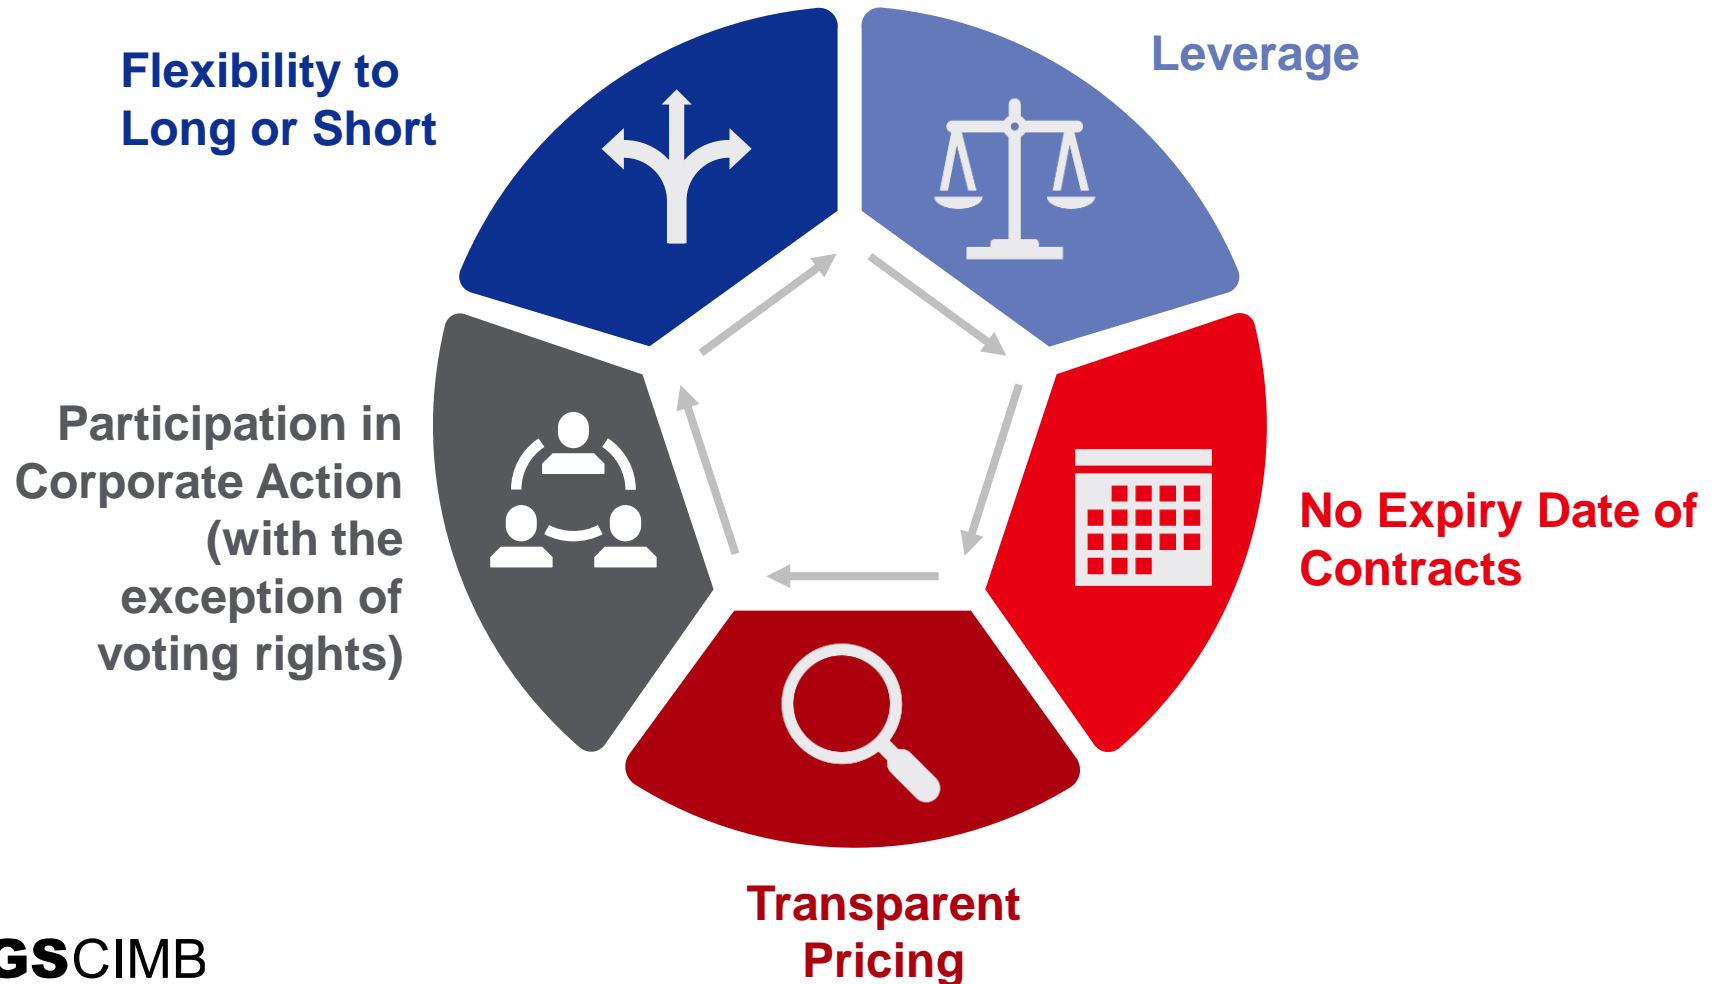 Flexibility to
Long or Short
Leverage
Participation in
Corporate Action
(with the
exception of
voting rights)
No Expiry Date of
Contracts
Transparent
Pricing
GSCIMB